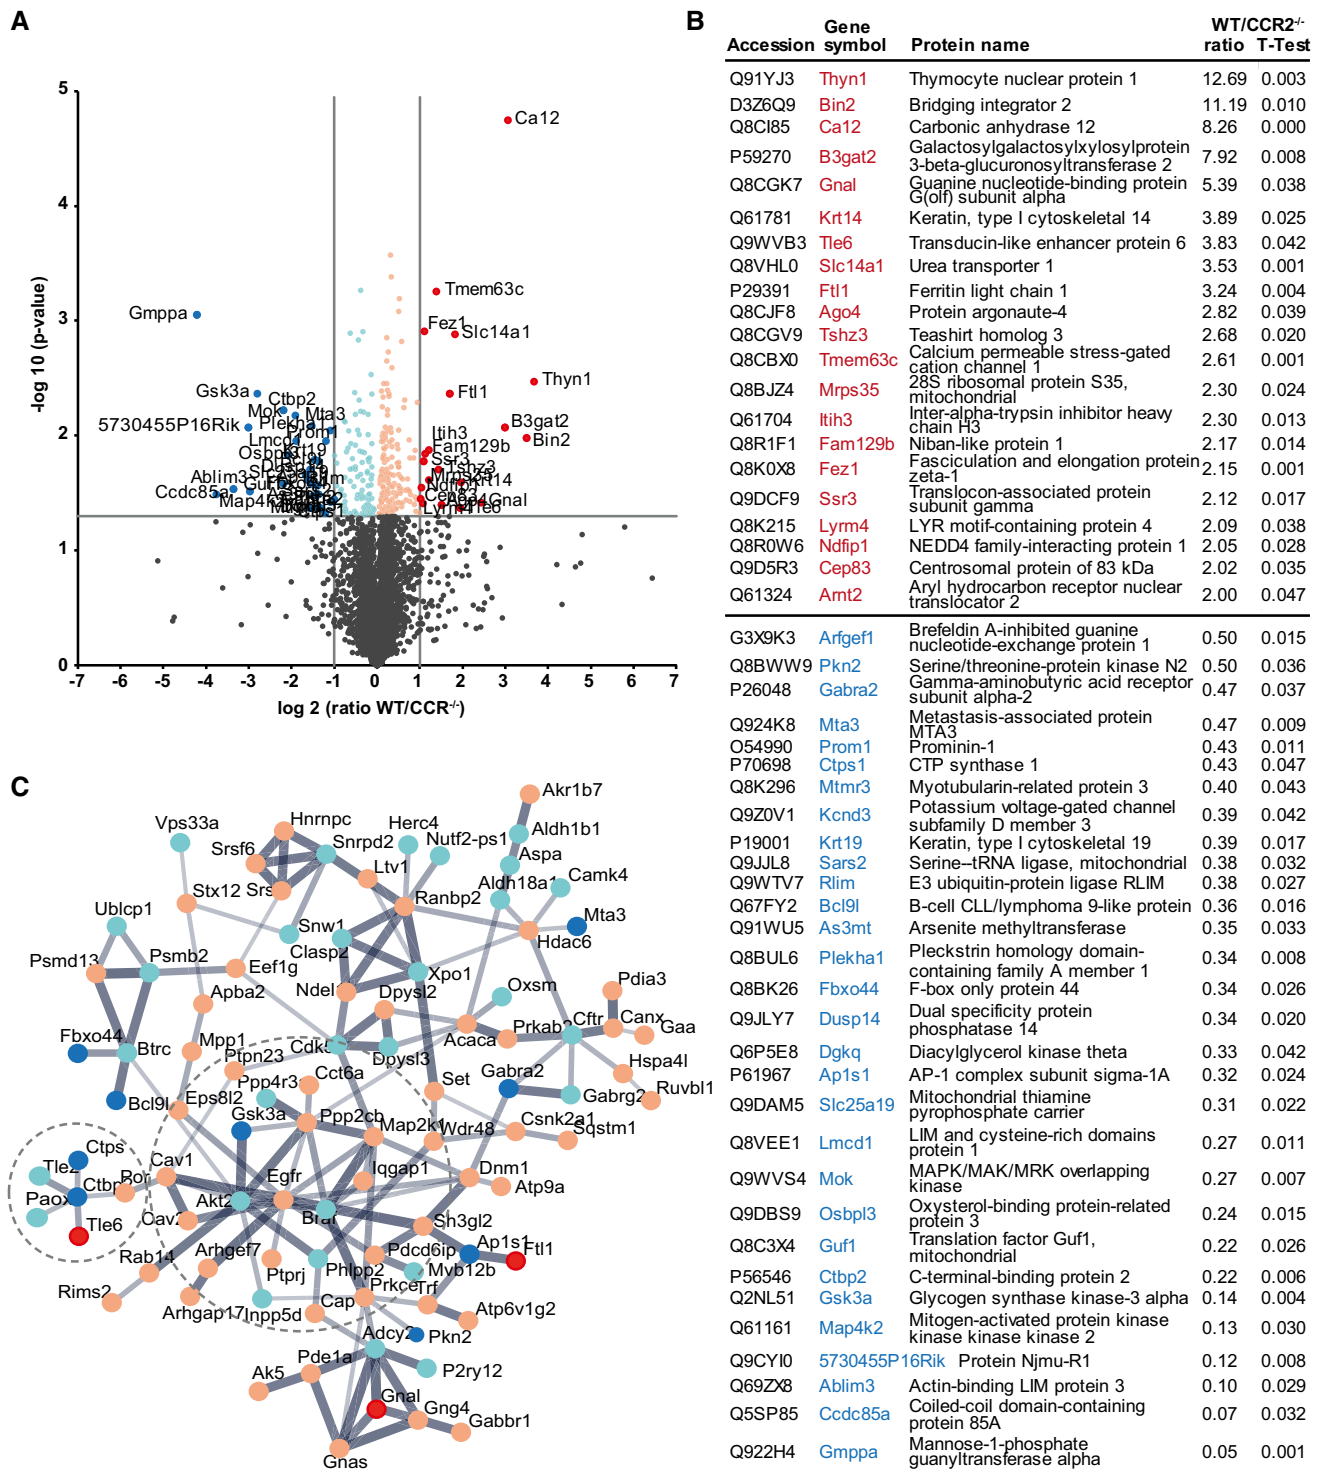 A
5
4
3
2
1
0
-log 10 (p-value)
-7 -6 -5 -4 -3 -2 -1 0 1 2 3 4 5 6 7
log 2 (ratio WT/CCR-/-)
Ca12
Tmem63c
Gmppa
Fez1
Slc14a1
Thyn1
Gsk3a
Ftl1
Ctbp2
Mok
Mta3
5730455P16Rik
Plekha1
Prom1
B3gat2
Bin2
Itih3
Lmcd1
Fam129b
Krt19
Ssr3
Tshz3
Ablim3
Krt14
Ndfip1
Ccdc85a
Cep83
Ago4
Gnal
Lyrm4
Tle6
B
Gene WT/CCR2-/-
Accession symbol Protein name ratio T-Test
Q91YJ3 Thyn1 Thymocyte nuclear protein 1 12.69 0.003
D3Z6Q9 Bin2 Bridging integrator 2 11.19 0.010
Q8CI85 Ca12 Carbonic anhydrase 12 8.26 0.000
P59270 B3gat2 Galactosylgalactosylxylosylprotein 7.92 0.008
3-beta-glucuronosyltransferase 2
Q8CGK7 Gnal Guanine nucleotide-binding protein 5.39 0.038
G(olf) subunit alpha
Q61781 Krt14 Keratin, type I cytoskeletal 14 3.89 0.025
Q9WVB3 Tle6 Transducin-like enhancer protein 6 3.83 0.042
Q8VHL0 Slc14a1 Urea transporter 1 3.53 0.001
P29391 Ftl1 Ferritin light chain 1 3.24 0.004
Q8CJF8 Ago4 Protein argonaute-4 2.82 0.039
Q8CGV9 Tshz3 Teashirt homolog 3 2.68 0.020
Q8CBX0 Tmem63c Calcium permeable stress-gated 2.61 0.001
cation channel 1
Q8BJZ4 Mrps35 28S ribosomal protein S35, 2.30 0.024
mitochondrial
Q61704 Itih3 Inter-alpha-trypsin inhibitor heavy 2.30 0.013
chain H3
Q8R1F1 Fam129b Niban-like protein 1 2.17 0.014
Q8K0X8 Fez1 Fasciculation and elongation protein 2.15 0.001
zeta-1
Q9DCF9 Ssr3 Translocon-associated protein 2.12 0.017
subunit gamma
Q8K215 Lyrm4 LYR motif-containing protein 4 2.09 0.038
Q8R0W6 Ndfip1 NEDD4 family-interacting protein 1 2.05 0.028
Q9D5R3 Cep83 Centrosomal protein of 83 kDa 2.02 0.035
Q61324 Arnt2 Aryl hydrocarbon receptor nuclear 2.00 0.047
translocator 2
G3X9K3 Arfgef1 Brefeldin A-inhibited guanine 0.50 0.015
nucleotide-exchange protein 1
Q8BWW9 Pkn2 Serine/threonine-protein kinase N2 0.50 0.036
P26048 Gabra2 Gamma-aminobutyric acid receptor 0.47 0.037
subunit alpha-2
Q924K8 Mta3 Metastasis-associated protein 0.47 0.009
MTA3
O54990 Prom1 Prominin-1 0.43 0.011
P70698 Ctps1 CTP synthase 1 0.43 0.047
Q8K296 Mtmr3 Myotubularin-related protein 3 0.40 0.043
Q9Z0V1 Kcnd3 Potassium voltage-gated channel 0.39 0.042
subfamily D member 3
P19001 Krt19 Keratin, type I cytoskeletal 19 0.39 0.017
Q9JJL8 Sars2 Serine--tRNA ligase, mitochondrial 0.38 0.032
Q9WTV7 Rlim E3 ubiquitin-protein ligase RLIM 0.38 0.027
Q67FY2 Bcl9l B-cell CLL/lymphoma 9-like protein 0.36 0.016
Q91WU5 As3mt Arsenite methyltransferase 0.35 0.033
Q8BUL6 Plekha1 Pleckstrin homology domain- 0.34 0.008
containing family A member 1
Q8BK26 Fbxo44 F-box only protein 44 0.34 0.026
Q9JLY7 Dusp14 Dual specificity protein 0.34 0.020
phosphatase 14
Q6P5E8 Dgkq Diacylglycerol kinase theta 0.33 0.042
P61967 Ap1s1 AP-1 complex subunit sigma-1A 0.32 0.024
Q9DAM5 Slc25a19 Mitochondrial thiamine 0.31 0.022
pyrophosphate carrier
Q8VEE1 Lmcd1 LIM and cysteine-rich domains 0.27 0.011
protein 1
Q9WVS4 Mok MAPK/MAK/MRK overlapping 0.27 0.007
kinase
Q9DBS9 Osbpl3 Oxysterol-binding protein-related 0.24 0.015
protein 3
Q8C3X4 Guf1 Translation factor Guf1, 0.22 0.026
mitochondrial
P56546 Ctbp2 C-terminal-binding protein 2 0.22 0.006
Q2NL51 Gsk3a Glycogen synthase kinase-3 alpha 0.14 0.004
Q61161 Map4k2 Mitogen-activated protein kinase 0.13 0.030
kinase kinase kinase 2
Q9CYI0 5730455P16Rik Protein Njmu-R1 0.12 0.008
Q69ZX8 Ablim3 Actin-binding LIM protein 3 0.10 0.029
Q5SP85 Ccdc85a Coiled-coil domain-containing 0.07 0.032
protein 85A
Q922H4 Gmppa Mannose-1-phosphate 0.05 0.001
guanyltransferase alpha
C
Akr1b7
Vps33a
Hnrnpc
Herc4
Aldh1b1
Srsf6
Snrpd2
Nutf2-ps1
Ltv1
Aspa
Srs
Aldh18a1
Camk4
Stx12
Ranbp2
Ublcp1
Snw1
Mta3
Clasp2
Hdac6
Psmd13
Psmb2
Eef1g
Xpo1
Pdia3
Ndel
Dpysl2
Oxsm
Apba2
Fbxo44
Btrc
Mpp1
Cdk5
Dpysl3
Acaca
Prkab2
Cftr
Canx
Gaa
Ptpn23
Cct6a
Hspa4l
Ppp4r3
Set
Gabra2
Gabrg2
Ruvbl1
Bcl9l
Eps8l2
Gsk3a
Ppp2cb
Map2k1
Wdr48
Csnk2a1
Sqstm1
Ctps
Tle2
Cav1
Egfr
Iqgap1
Dnm1
Paox
Ctbp
Por
Akt2
Atp9a
Tle6
Cav2
Braf
Sh3gl2
Rab14
Arhgef7
Pdcd6ip
Ap1s1
Ftl1
Ptprj
Phlpp2
Mvb12b
Rims2
Prkce
Trf
Arhgap17
Inpp5d
Cap
Atp6v1g2
Adcy2
Pkn2
Pde1a
P2ry12
Ak5
Gnal
Gng4
Gabbr1
Gnas